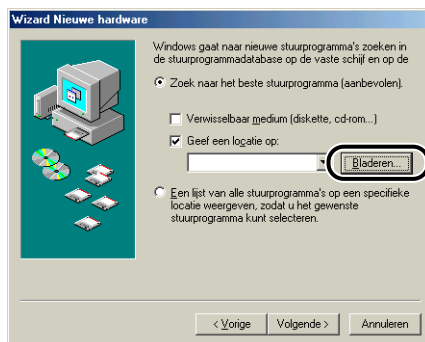 Wizard Nieuwe hardware
Windows gaat naar nieuwe stuurprogramma's zoeken in
de stuurprogrammadatabase op de vaste schijf en op de
Zoek naar het beste stuurprogramma (aanbevolen).
Verwisselbaar medium (diskette, cd-rom...)
Geef een locatie op:
Bladeren...
Een lijst van alle stuurprogramma's op een specifieke
locatie weergeven, zodat u het gewenste
stuurprogramma kunt selecteren.
< Vorige
Volgende >
Annuleren